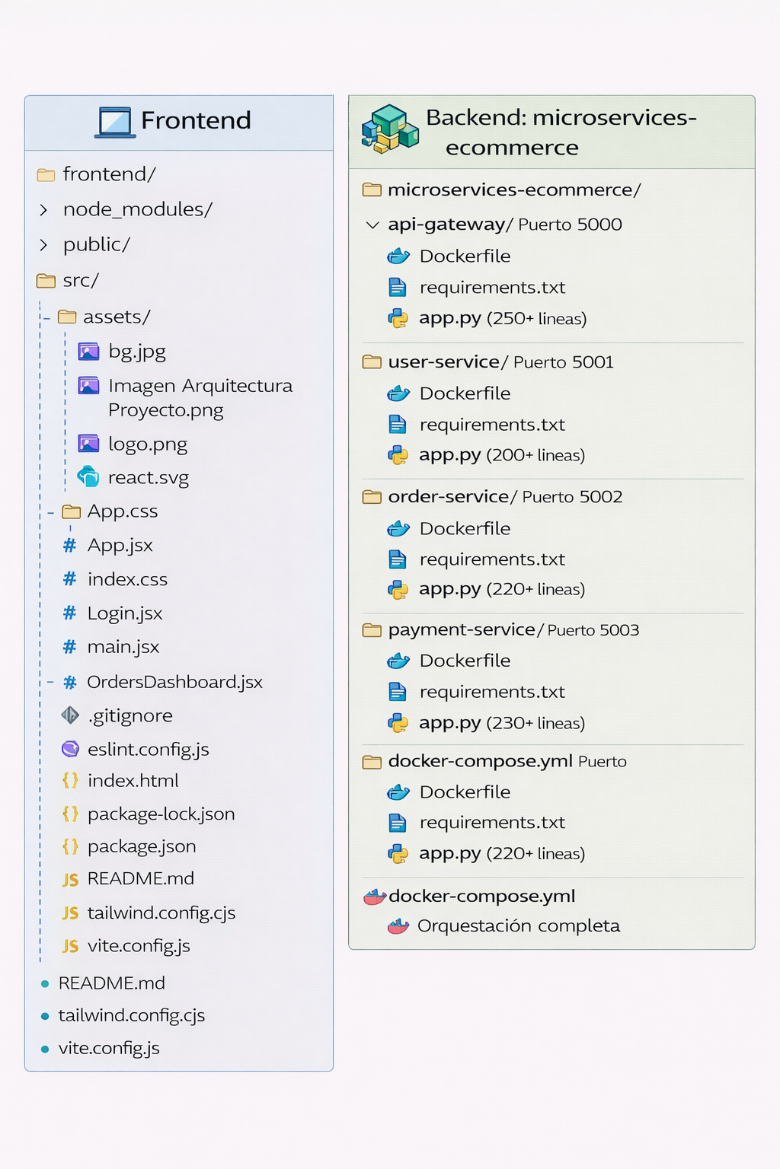 Frontend
frontend/
node_modules/
public/
src/
assets/
bg.jpg
Imagen Arquitectura
Proyecto.png
logo.png
react.svg
App.css
App.jsx
index.css
Login.jsx
main.jsx
OrdersDashboard.jsx
.gitignore
eslint.config.js
index.html
package-lock.json
package.json
JS README.md
JS tailwind.config.cjs
JS vite.config.js
README.md
tailwind.config.cjs
vite.config.js
Backend: microservices-
ecommerce
microservices-ecommerce/
api-gateway/ Puerto 5000
Dockerfile
requirements.txt
app.py (250+ lineas)
user-service/ Puerto 5001
Dockerfile
requirements.txt
app.py (200+ lineas)
order-service/ Puerto 5002
Dockerfile
requirements.txt
app.py (220+ lineas)
payment-service/ Puerto 5003
Dockerfile
requirements.txt
app.py (230+ lineas)
docker-compose.yml Puerto
Dockerfile
requirements.txt
app.py (220+ lineas)
docker-compose.yml
Orquestación completa